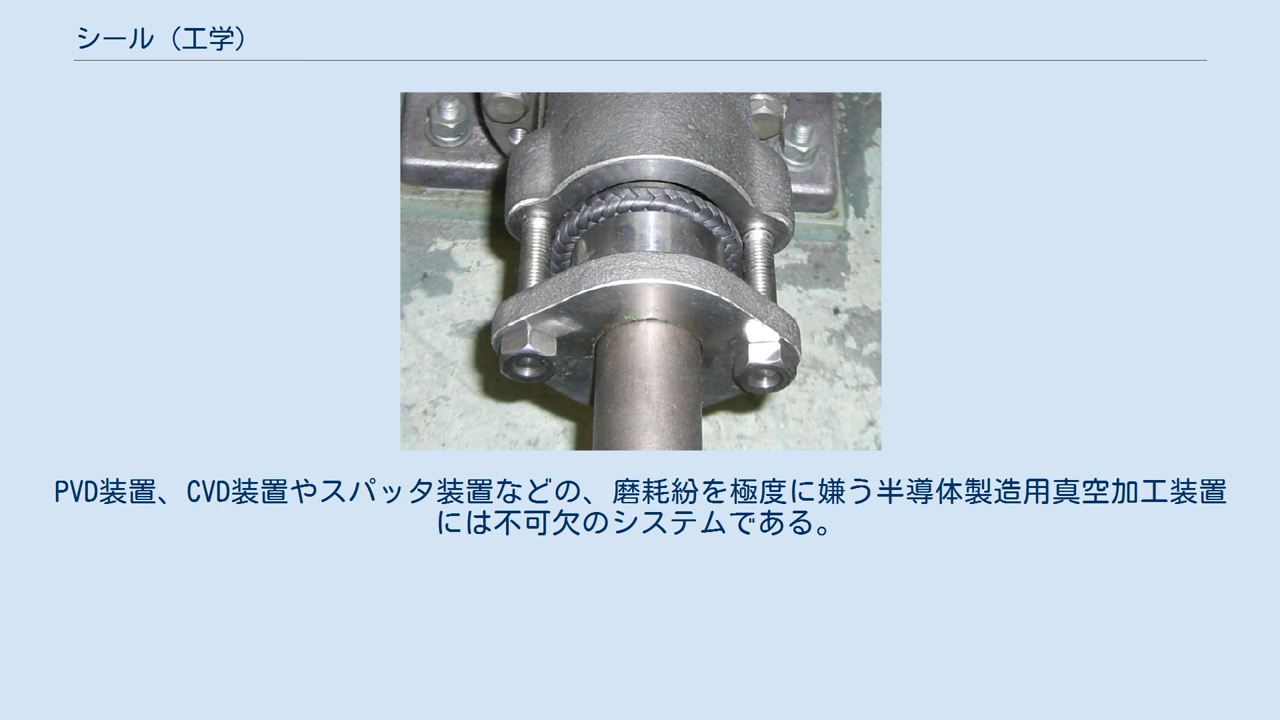 シール（工学）
PVD装置、CVD装置やスパッタ装置などの、磨耗紛を極度に嫌う半導体製造用真空加工装置
には不可欠のシステムである。